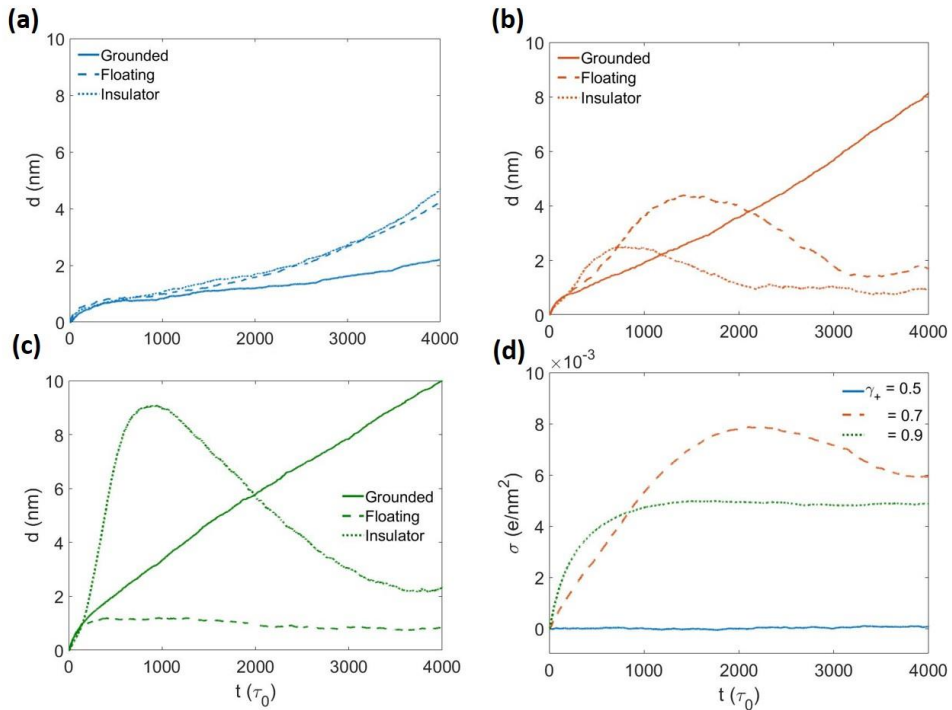 (a)
10
8
6
4
2
0
d (nm)
Grounded
Floating
Insulator
0 1000 2000 3000 4000
(b)
10
8
6
4
2
0
d (nm)
Grounded
Floating
Insulator
0 1000 2000 3000 4000
(c)
10
8
6
4
2
0
d (nm)
Grounded
Floating
Insulator
0 1000 2000 3000 4000
t (τ₀)
(d)
×10⁻³
10
8
6
4
2
0
σ (e/nm²)
γ₊ = 0.5
= 0.7
= 0.9
0 1000 2000 3000 4000
t (τ₀)